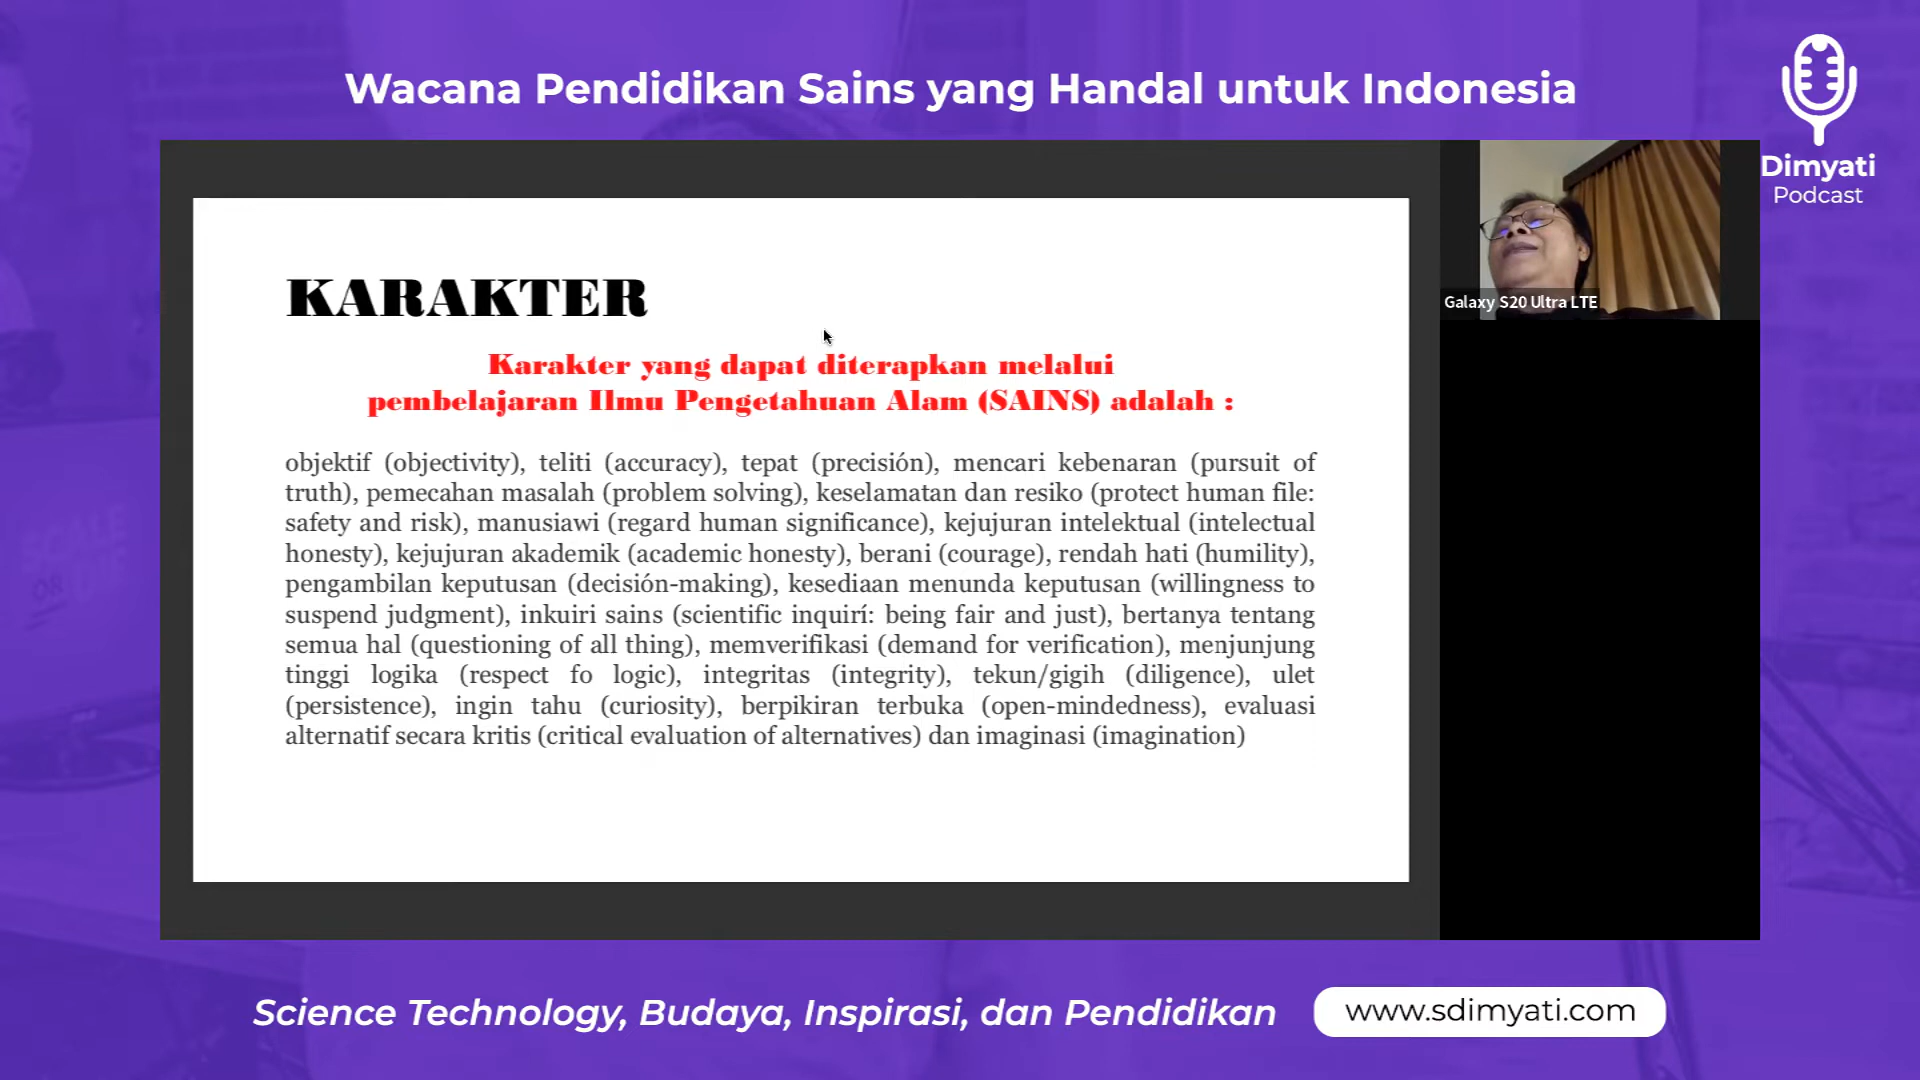 Wacana Pendidikan Sains yang Handal untuk Indonesia
Dimyati
Podcast
Galaxy S20 Ultra LTE
KARAKTER
Karakter yang dapat diterapkan melalui
pembelajaran Ilmu Pengetahuan Alam (SAINS) adalah :
objektif (objectivity), teliti (accuracy), tepat (precisión), mencari kebenaran (pursuit of
truth), pemecahan masalah (problem solving), keselamatan dan resiko (protect human file:
safety and risk), manusiawi (regard human significance), kejujuran intelektual (intelectual
honesty), kejujuran akademik (academic honesty), berani (courage), rendah hati (humility),
pengambilan keputusan (decisión-making), kesediaan menunda keputusan (willingness to
suspend judgment), inkuiri sains (scientific inquirí: being fair and just), bertanya tentang
semua hal (questioning of all thing), memverifikasi (demand for verification), menjunjung
tinggi logika (respect fo logic), integritas (integrity), tekun/gigih (diligence), ulet
(persistence), ingin tahu (curiosity), berpikiran terbuka (open-mindedness), evaluasi
alternatif secara kritis (critical evaluation of alternatives) dan imaginasi (imagination)
SCALE
OR DIE
Science Technology, Budaya, Inspirasi, dan Pendidikan
www.sdimyati.com